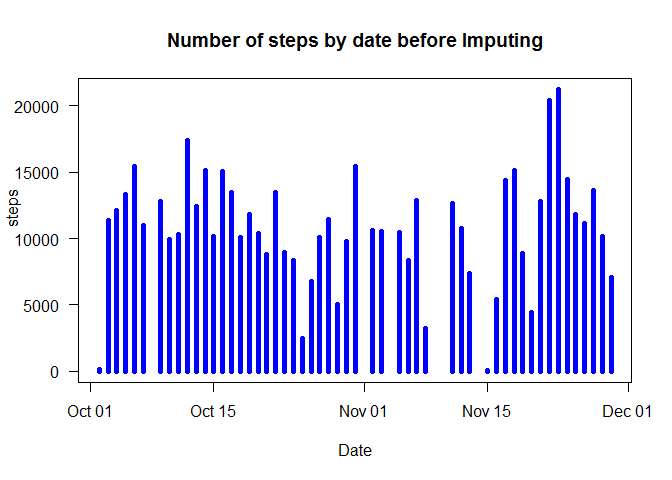 Number of steps by date before Imputing
steps
20000
15000
10000
5000
0
Oct 01 Oct 15 Nov 01 Nov 15 Dec 01
Date